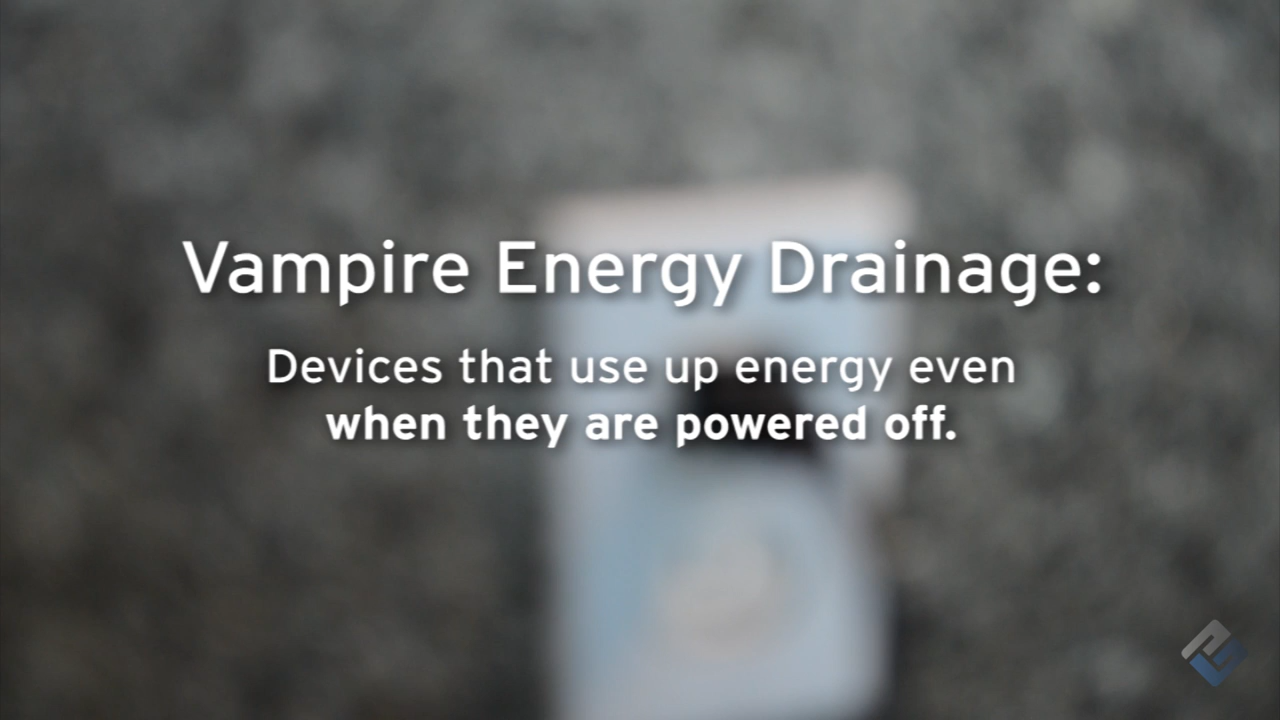 Vampire Energy Drainage:
Devices that use up energy even
when they are powered off.